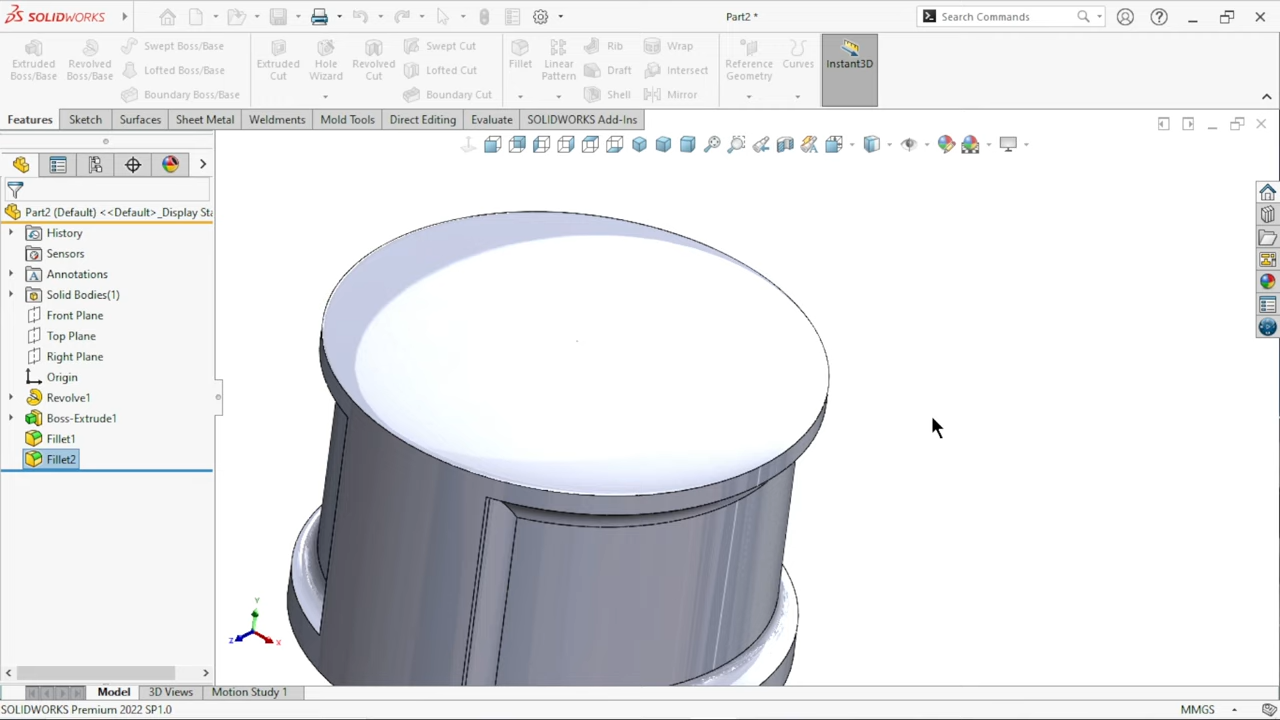 SOLIDWORKS
Part2 *
Search Commands
Extruded Boss/Base
Revolved Boss/Base
Swept Boss/Base
Lofted Boss/Base
Boundary Boss/Base
Extruded Cut
Hole Wizard
Revolved Cut
Swept Cut
Lofted Cut
Boundary Cut
Fillet
Linear Pattern
Rib
Draft
Shell
Wrap
Intersect
Mirror
Reference Geometry
Curves
Instant3D
Features
Sketch
Surfaces
Sheet Metal
Weldments
Mold Tools
Direct Editing
Evaluate
SOLIDWORKS Add-Ins
Part2 (Default) <<Default>_Display Sta
History
Sensors
Annotations
Solid Bodies(1)
Front Plane
Top Plane
Right Plane
Origin
Revolve1
Boss-Extrude1
Fillet1
Fillet2
Y
Z
X
Model
3D Views
Motion Study 1
SOLIDWORKS Premium 2022 SP1.0
MMGS